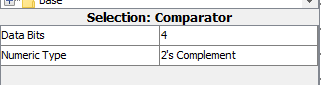 Base
Selection: Comparator
Data Bits 4
Numeric Type 2's Complement